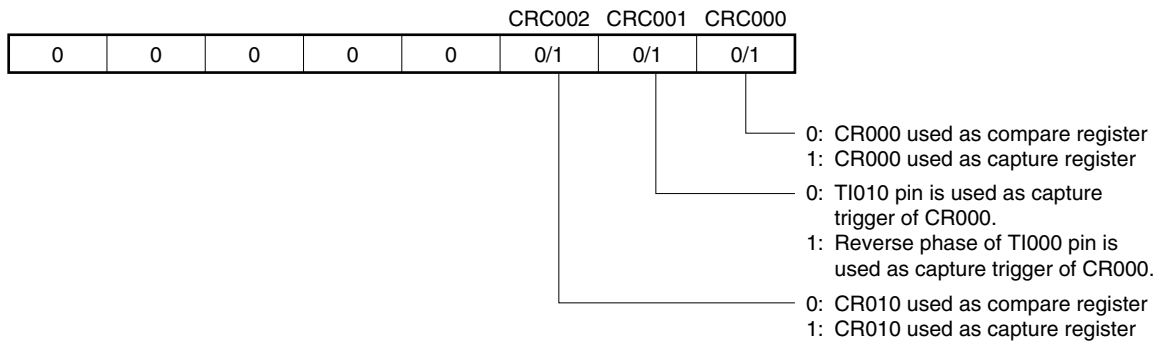 CRC002 CRC001 CRC000
0 0 0 0 0 0/1 0/1 0/1
0: CR000 used as compare register
1: CR000 used as capture register
0: TI010 pin is used as capture
trigger of CR000.
1: Reverse phase of TI000 pin is
used as capture trigger of CR000.
0: CR010 used as compare register
1: CR010 used as capture register